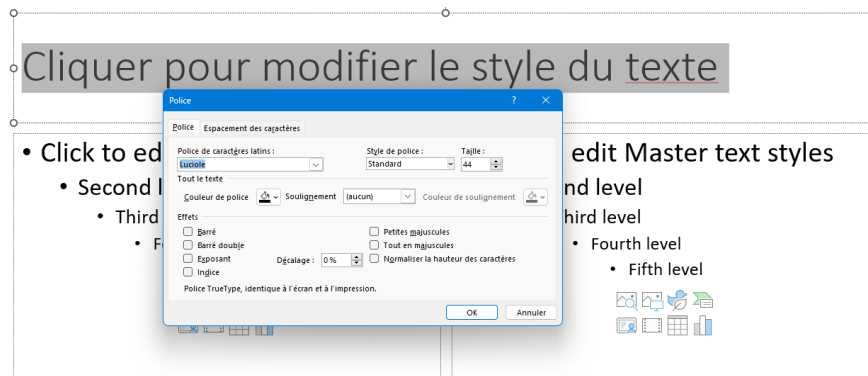 Cliquer pour modifier le style du texte
Police
Police Espacement des caractères
Police de caractères latins : Style de police : Taille :
Luciole Standard 44
Tout le texte
Couleur de police Soulignement (aucun) Couleur de soulignement
Effets
Barré Petites majuscules
Barré double Tout en majuscules
Exposant Décalage : 0 % Normaliser la hauteur des caractères
Indice
Police TrueType, identique à l'écran et à l'impression.
OK Annuler
• Click to ed
• Second l
• Third
• F
edit Master text styles
nd level
hird level
• Fourth level
• Fifth level